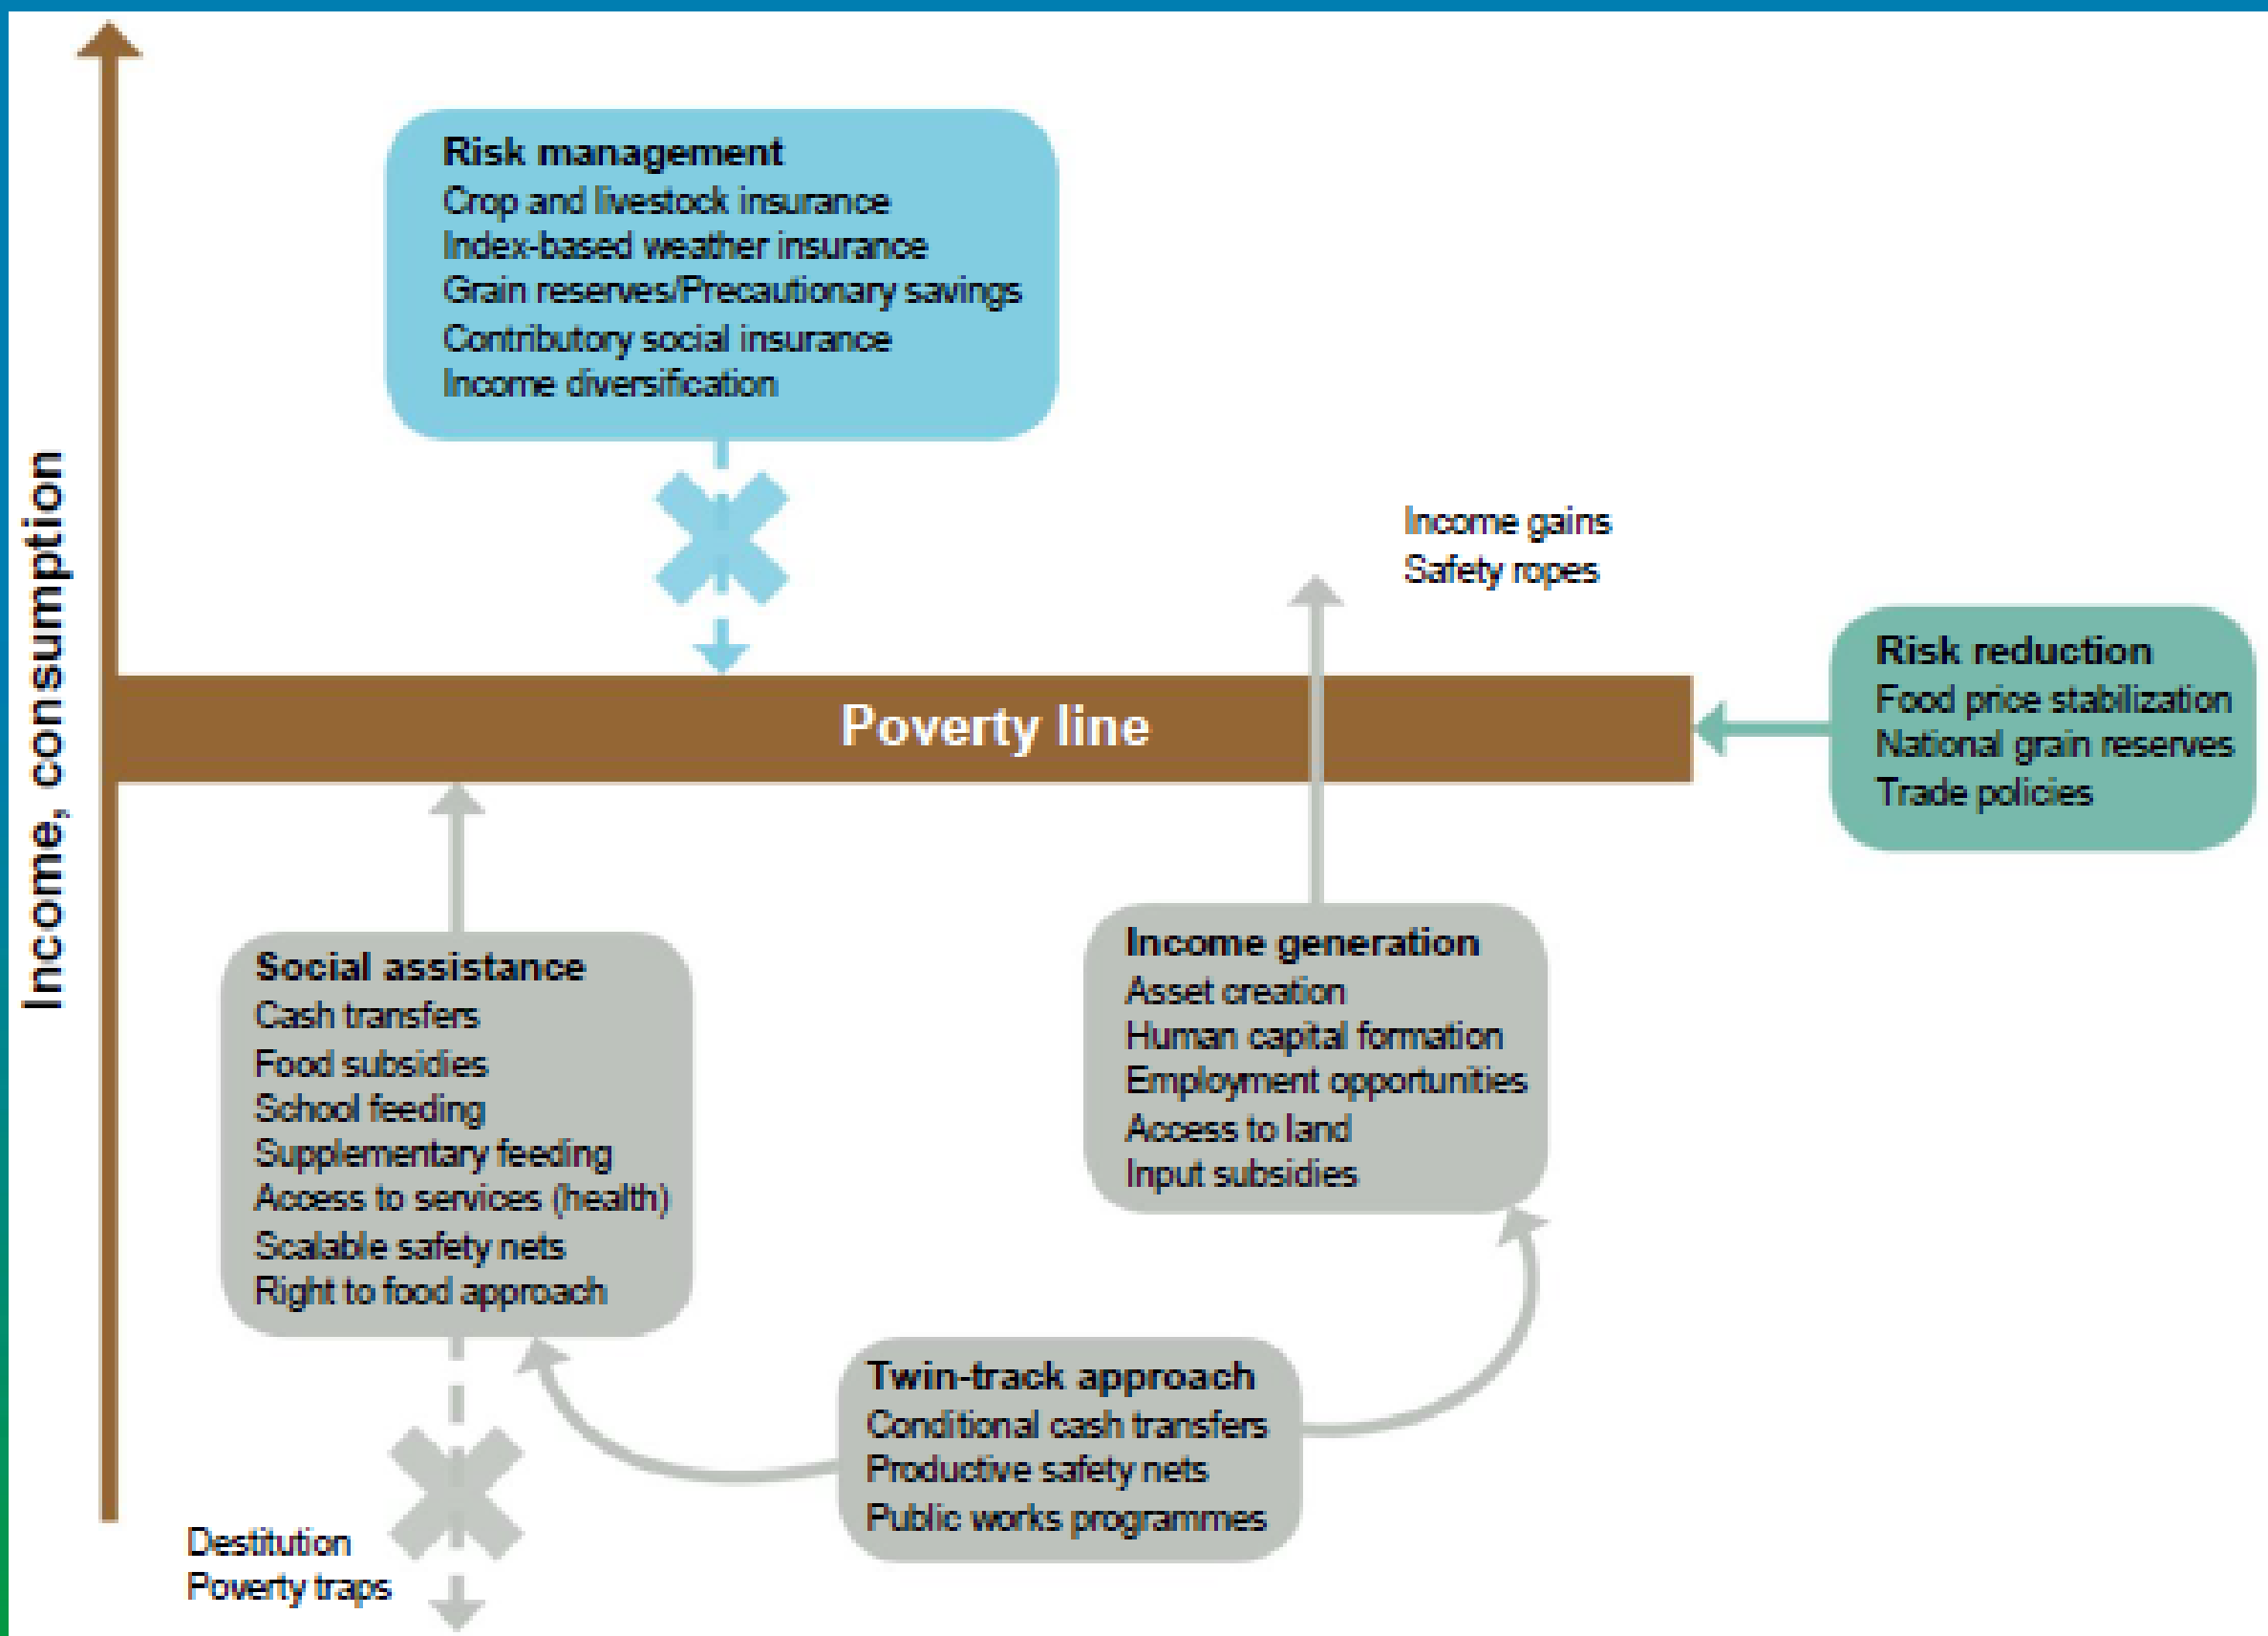 Income, consumption
Risk management
Crop and livestock insurance
Index-based weather insurance
Grain reserves/Precautionary savings
Contributory social insurance
Income diversification
Income gains
Safety ropes
Poverty line
Risk reduction
Food price stabilization
National grain reserves
Trade policies
Social assistance
Cash transfers
Food subsidies
School feeding
Supplementary feeding
Access to services (health)
Scalable safety nets
Right to food approach
Income generation
Asset creation
Human capital formation
Employment opportunities
Access to land
Input subsidies
Twin-track approach
Conditional cash transfers
Productive safety nets
Public works programmes
Destitution
Poverty traps